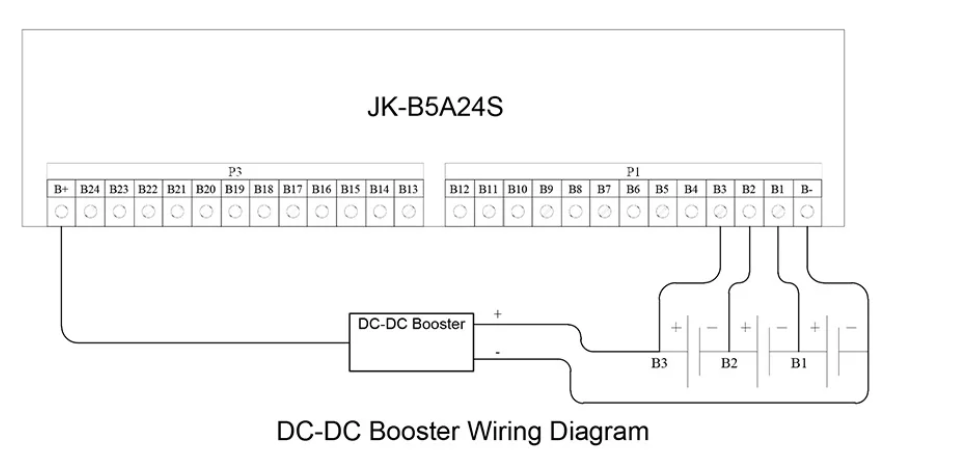 JK-B5A24S
P3 P1
B+ B24 B23 B22 B21 B20 B19 B18 B17 B16 B15 B14 B13 B12 B11 B10 B9 B8 B7 B6 B5 B4 B3 B2 B1 B-
DC-DC Booster
+
-
+ - + - + -
B3 B2 B1
DC-DC Booster Wiring Diagram